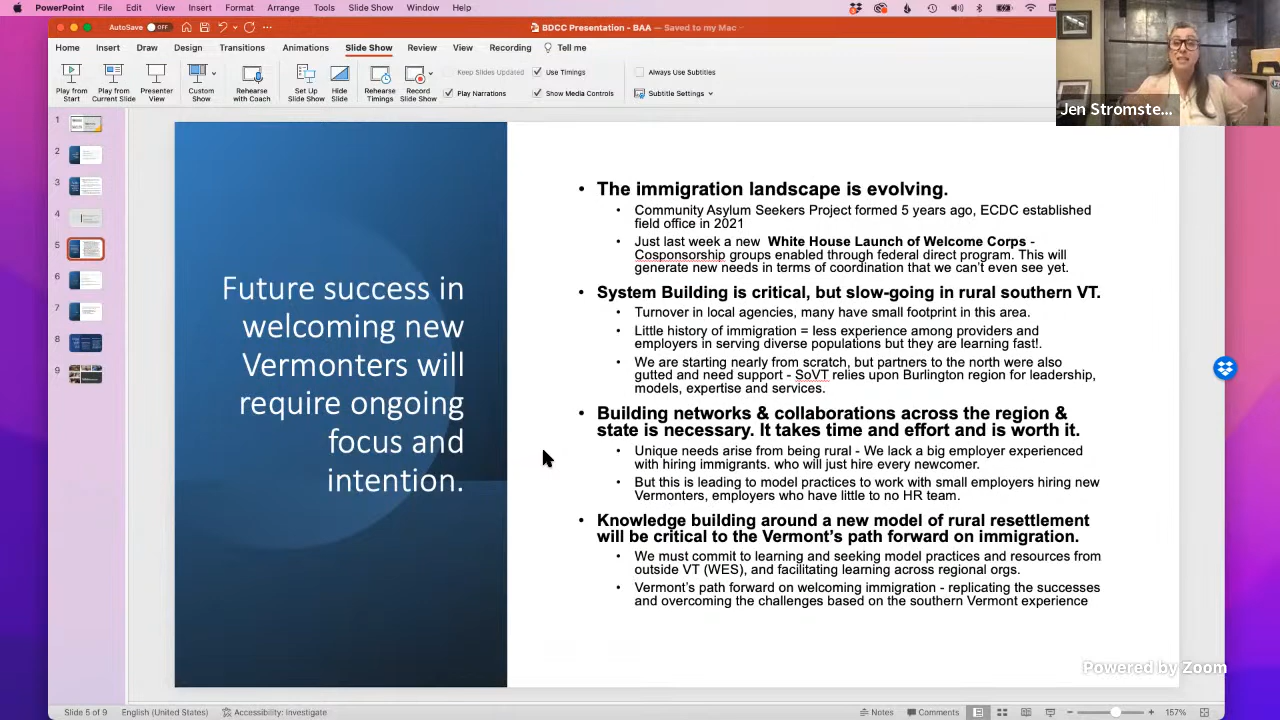 PowerPoint File Edit View Insert Format Arrange Tools Slide Show Window Help
AutoSave OFF BDCC Presentation - BAA — Saved to my Mac
Home Insert Draw Design Transitions Animations Slide Show Review View Recording Tell me
Play from Start
Play from Current Slide
Presenter View
Custom Show
Rehearse with Coach
Set Up Slide Show
Hide Slide
Rehearse Timings
Record Slide Show
Keep Slides Updated
Play Narrations
Use Timings
Show Media Controls
Always Use Subtitles
Subtitle Settings
Jen Stromste...
1
2
3
4
5
6
7
8
9
Future success in
welcoming new
Vermonters will
require ongoing
focus and
intention.
• The immigration landscape is evolving.
• Community Asylum Seekers Project formed 5 years ago, ECDC established
field office in 2021
• Just last week a new White House Launch of Welcome Corps -
Cosponsorship groups enabled through federal direct program. This will
generate new needs in terms of coordination that we can't even see yet.
• System Building is critical, but slow-going in rural southern VT.
• Turnover in local agencies, many have small footprint in this area.
• Little history of immigration = less experience among providers and
employers in serving diverse populations but they are learning fast!.
• We are starting nearly from scratch, but partners to the north were also
gutted and need support - SoVT relies upon Burlington region for leadership,
models, expertise and services.
• Building networks & collaborations across the region &
state is necessary. It takes time and effort and is worth it.
• Unique needs arise from being rural - We lack a big employer experienced
with hiring immigrants. who will just hire every newcomer.
• But this is leading to model practices to work with small employers hiring new
Vermonters, employers who have little to no HR team.
• Knowledge building around a new model of rural resettlement
will be critical to the Vermont's path forward on immigration.
• We must commit to learning and seeking model practices and resources from
outside VT (WES), and facilitating learning across regional orgs.
• Vermont's path forward on welcoming immigration - replicating the successes
and overcoming the challenges based on the southern Vermont experience
Powered by Zoom
Slide 5 of 9 English (United States) Accessibility: Investigate Notes Comments 157%